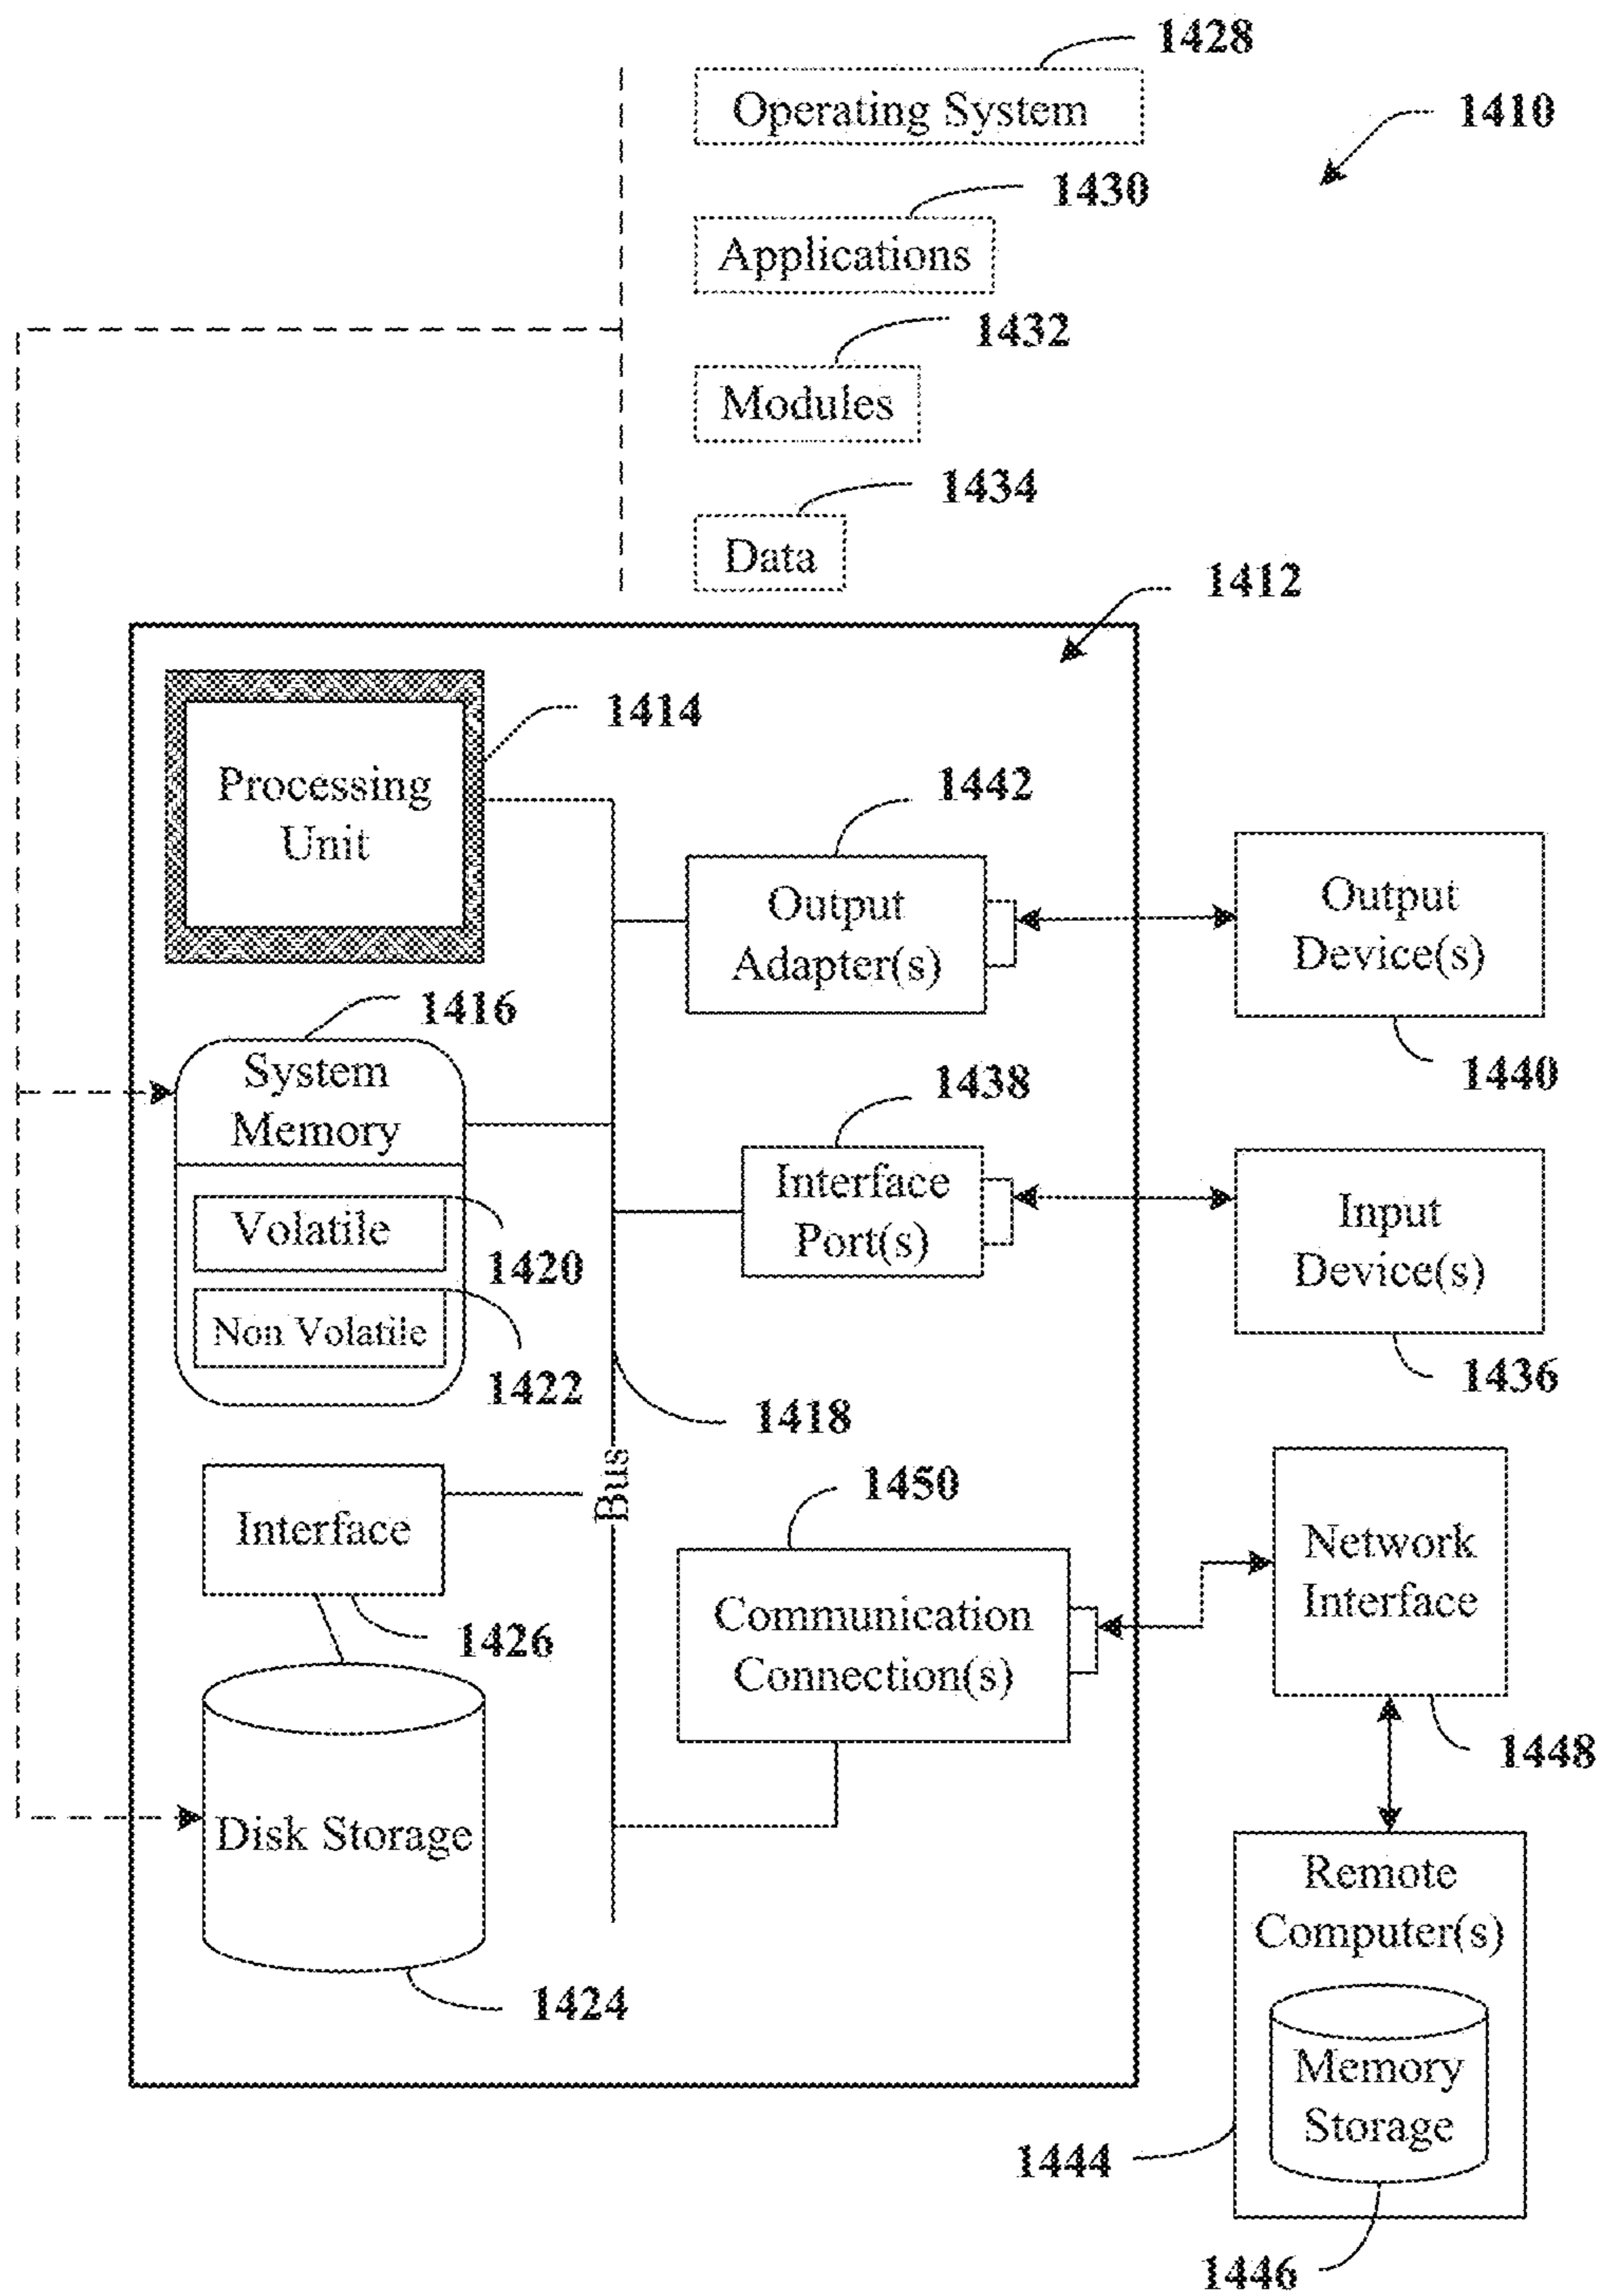 1428
Operating System
1410
1430
Applications
1432
Modules
1434
Data
1412
1414
Processing
Unit
1442
Output
Adapter(s)
Output
Device(s)
1440
1416
System
Memory
Volatile
1420
Non Volatile
1422
1438
Interface
Port(s)
Input
Device(s)
1436
1418
Bus
Interface
1426
1450
Communication
Connection(s)
Network
Interface
1448
Disk Storage
1424
Remote
Computer(s)
Memory
Storage
1444
1446